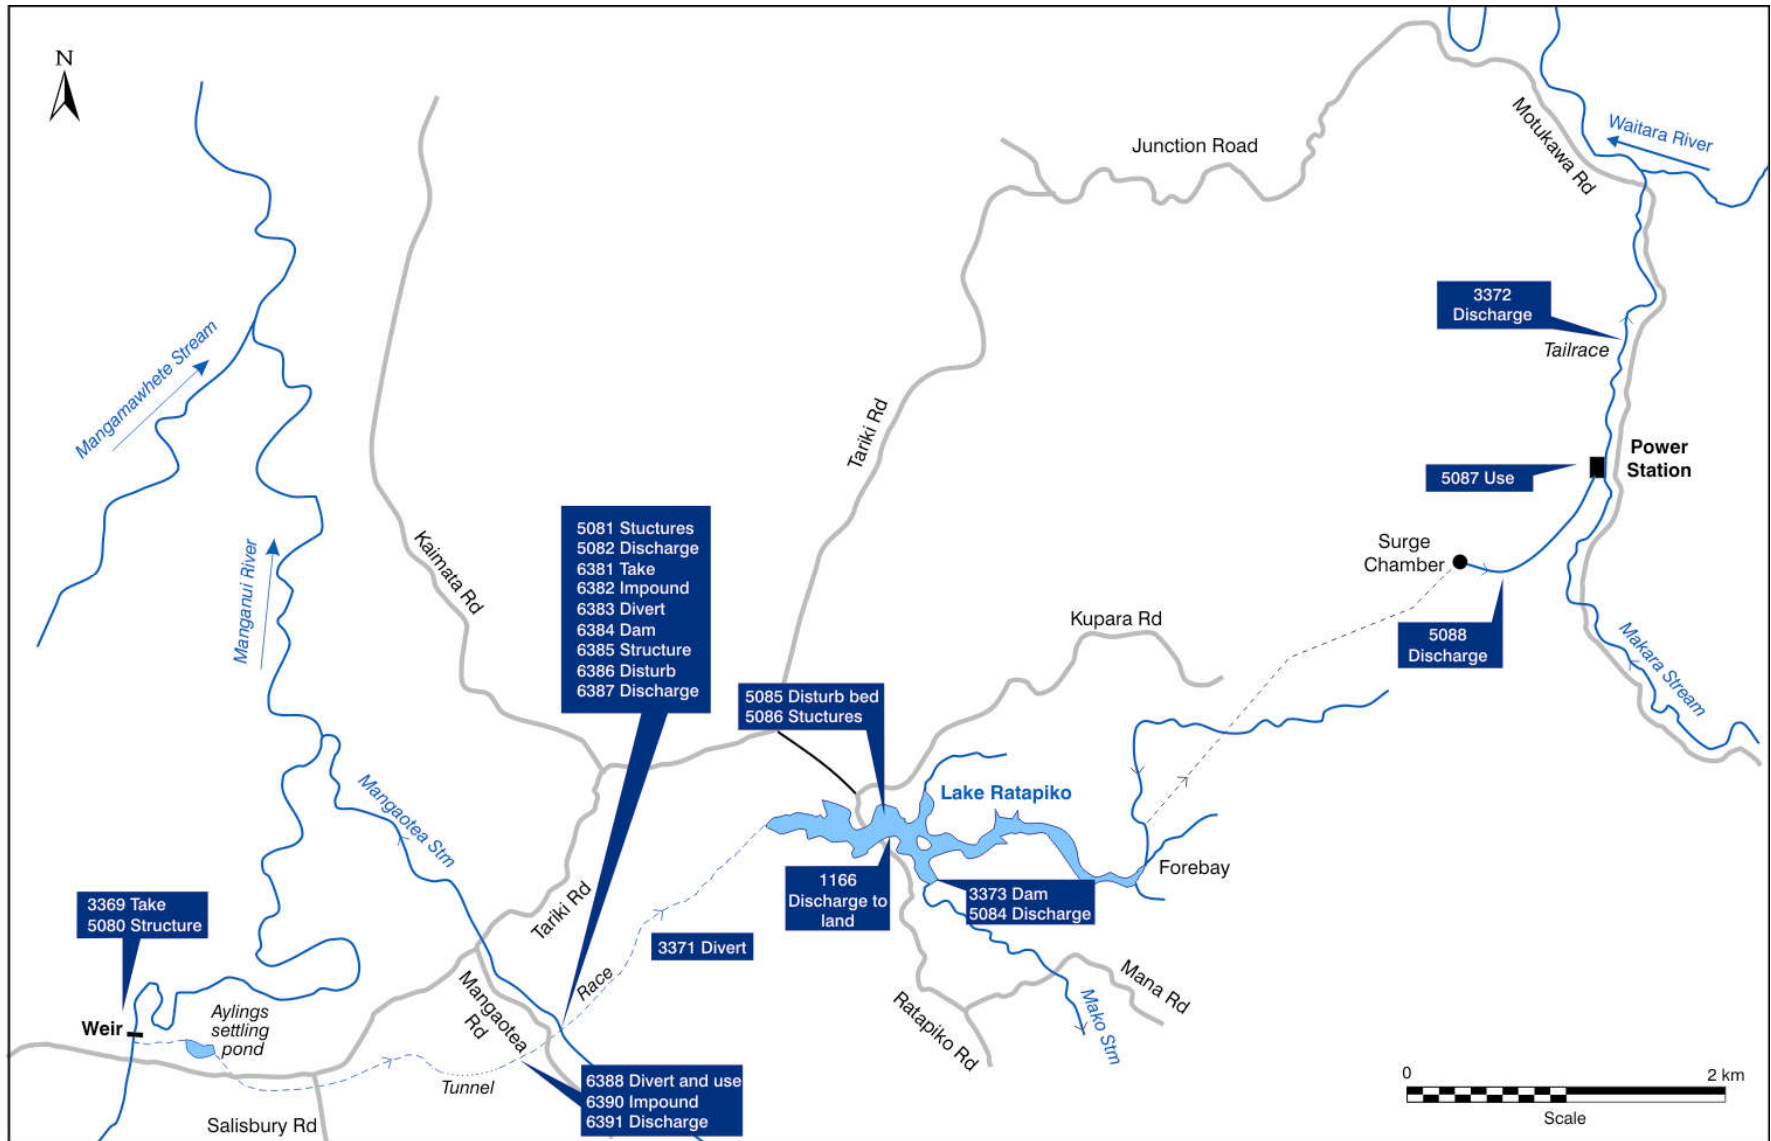 N
Junction Road
Motukawa Rd
Waitara River
3372
Discharge
Tailrace
Mangamawhete Stream
Tariki Rd
Power
Station
5087 Use
Manganui River
Kaimata Rd
5081 Stuctures
5082 Discharge
6381 Take
6382 Impound
6383 Divert
6384 Dam
6385 Structure
6386 Disturb
6387 Discharge
Surge
Chamber
Kupara Rd
5088
Discharge
Makara Stream
5085 Disturb bed
5086 Stuctures
Mangaotea Stm
Lake Ratapiko
Forebay
1166
Discharge to
land
3373 Dam
5084 Discharge
3369 Take
5080 Structure
Tariki Rd
3371 Divert
Race
Mangaotea
Rd
Ratapiko Rd
Mana Rd
Mako Stm
Weir
Aylings
settling
pond
Tunnel
6388 Divert and use
6390 Impound
6391 Discharge
Salisbury Rd
0
2 km
Scale